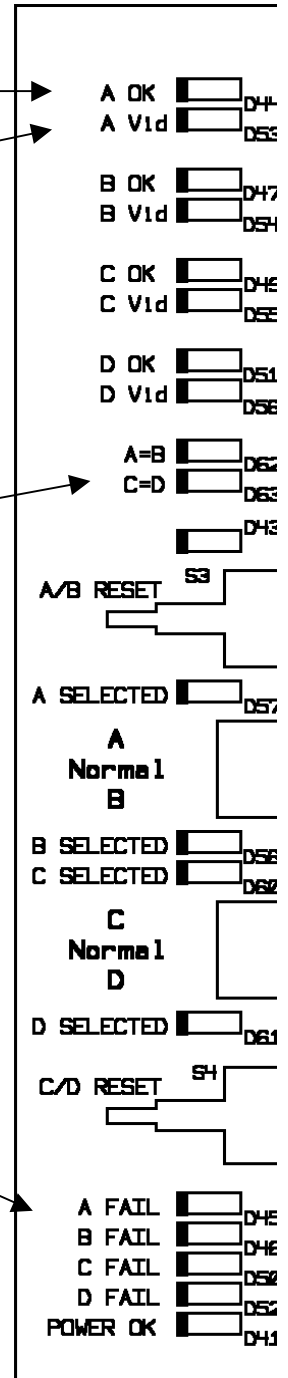 A OK D44
A Vid D53
B OK D47
B Vid D54
C OK D49
C Vid D55
D OK D51
D Vid D56
A=B D62
C=D D63
D43
S3
A/B RESET
A SELECTED D57
A
Normal
B
B SELECTED
C SELECTED D60
C
Normal
D
D SELECTED D61
S4
C/D RESET
A FAIL D45
B FAIL D46
C FAIL D50
D FAIL D52
POWER OK D41